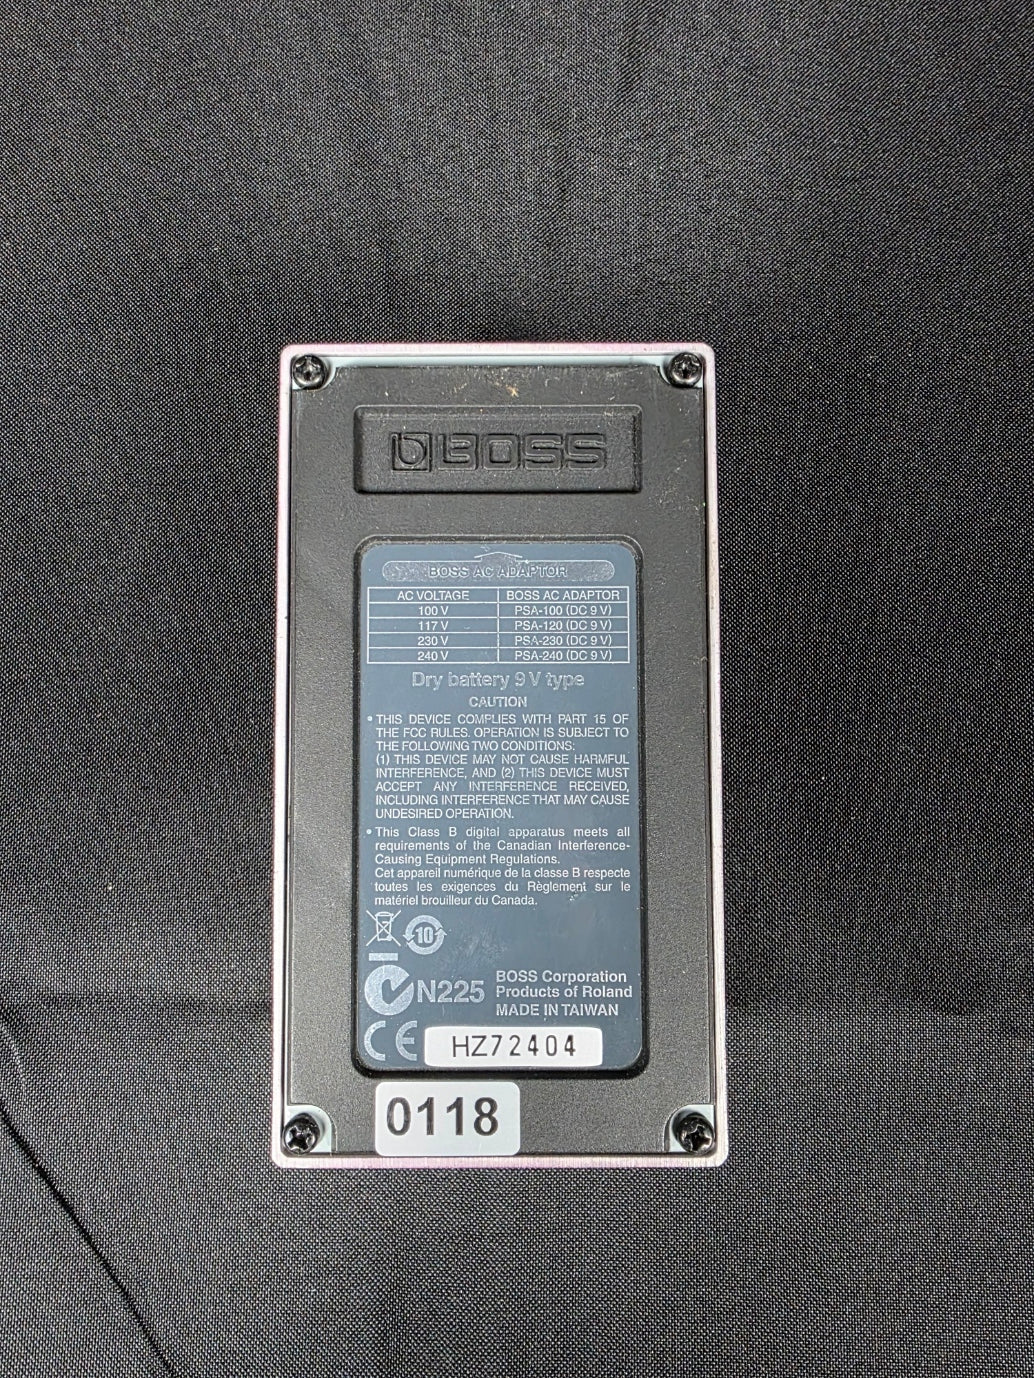 BOSS
BOSS AC ADAPTOR
AC VOLTAGE BOSS AC ADAPTOR
100 V PSA-100 (DC 9 V)
117 V PSA-120 (DC 9 V)
230 V PSA-230 (DC 9 V)
240 V PSA-240 (DC 9 V)
Dry battery 9 V type
CAUTION
• THIS DEVICE COMPLIES WITH PART 15 OF
THE FCC RULES. OPERATION IS SUBJECT TO
THE FOLLOWING TWO CONDITIONS:
(1) THIS DEVICE MAY NOT CAUSE HARMFUL
INTERFERENCE, AND (2) THIS DEVICE MUST
ACCEPT ANY INTERFERENCE RECEIVED,
INCLUDING INTERFERENCE THAT MAY CAUSE
UNDESIRED OPERATION.
• This Class B digital apparatus meets all
requirements of the Canadian Interference-
Causing Equipment Regulations.
Cet appareil numérique de la classe B respecte
toutes les exigences du Règlement sur le
matériel brouilleur du Canada.
10
N225
BOSS Corporation
Products of Roland
MADE IN TAIWAN
CE
HZ72404
0118